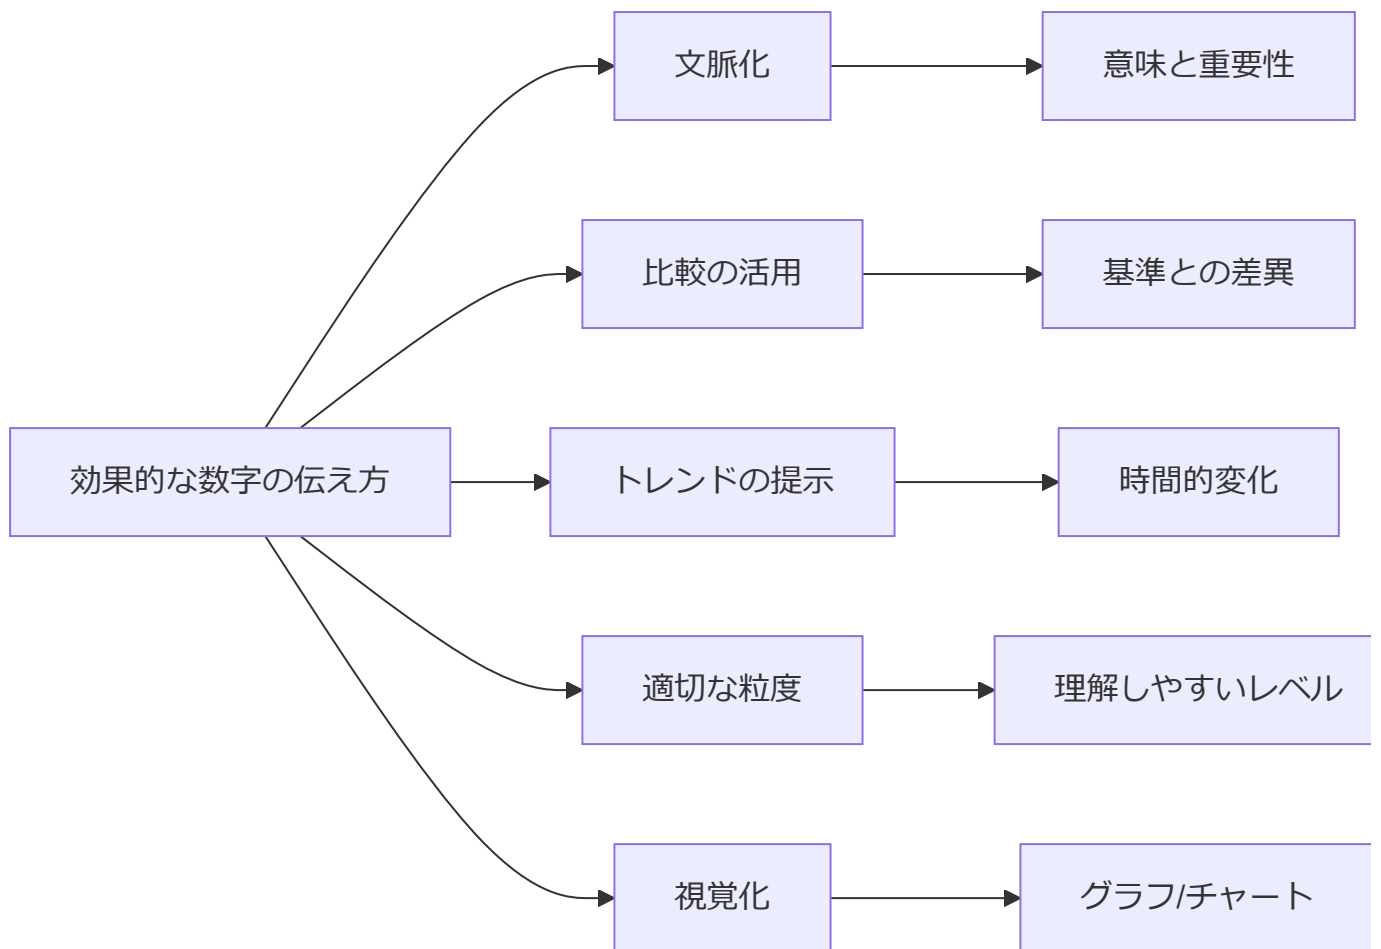 文脈化
意味と重要性
比較の活用
基準との差異
効果的な数字の伝え方
トレンドの提示
時間的変化
適切な粒度
理解しやすいレベル
視覚化
グラフ/チャート